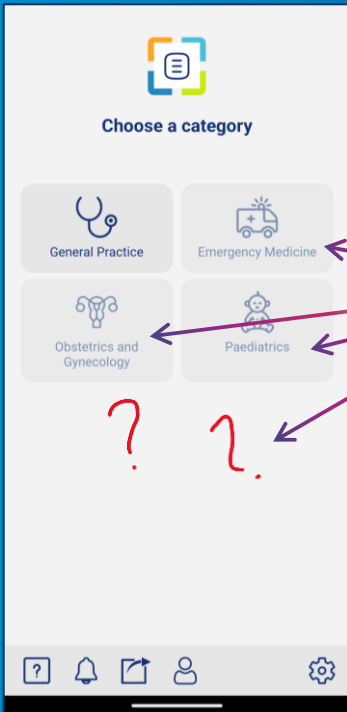 Choose a category
General Practice
Emergency Medicine
Obstetrics and
Gynecology
Paediatrics
? ?
?